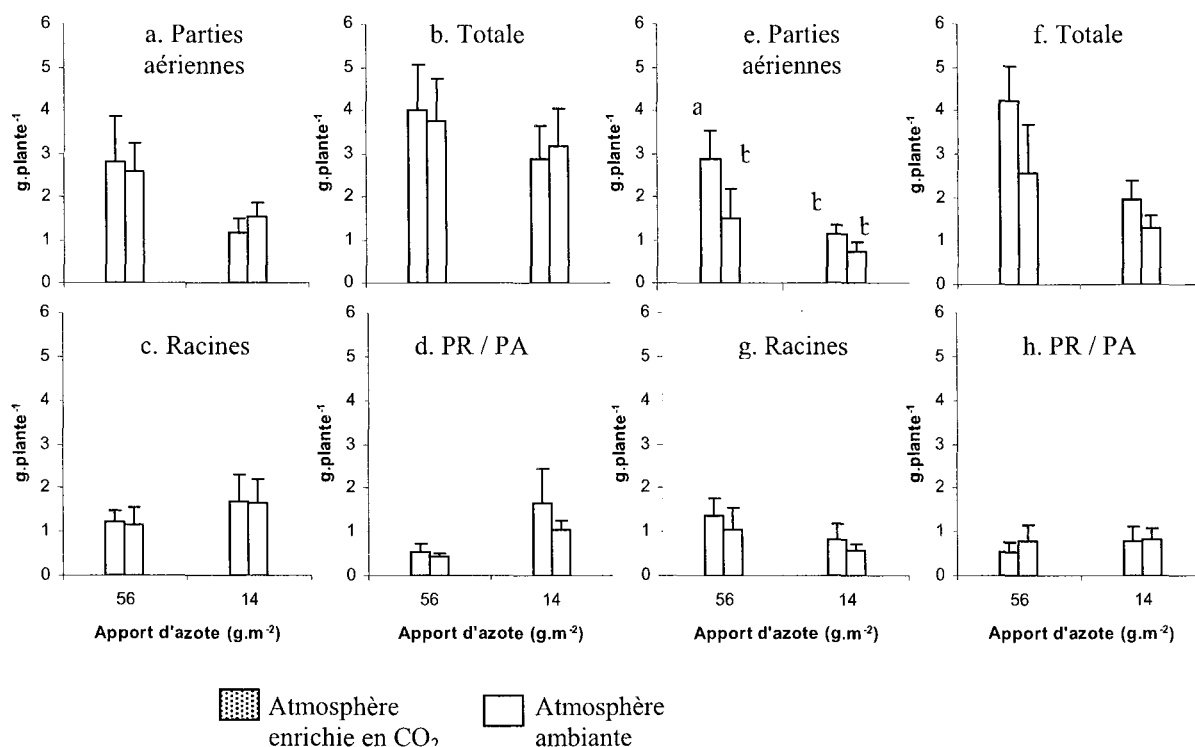 a. Parties
aériennes
b. Totale
e. Parties
aériennes
f. Totale
6
5
4
3
2
1
0
g.plante⁻¹
6
5
4
3
2
1
0
g.plante⁻¹
6
5
4
3
2
1
0
g.plante⁻¹
a
b
b
b
6
5
4
3
2
1
0
g.plante⁻¹
c. Racines
d. PR / PA
g. Racines
h. PR / PA
6
5
4
3
2
1
0
g.plante⁻¹
6
5
4
3
2
1
0
g.plante⁻¹
6
5
4
3
2
1
0
g.plante⁻¹
6
5
4
3
2
1
0
g.plante⁻¹
56 14
56 14
56 14
56 14
Apport d'azote (g.m⁻²)
Apport d'azote (g.m⁻²)
Apport d'azote (g.m⁻²)
Apport d'azote (g.m⁻²)
Atmosphère
enrichie en CO₂
Atmosphère
ambiante